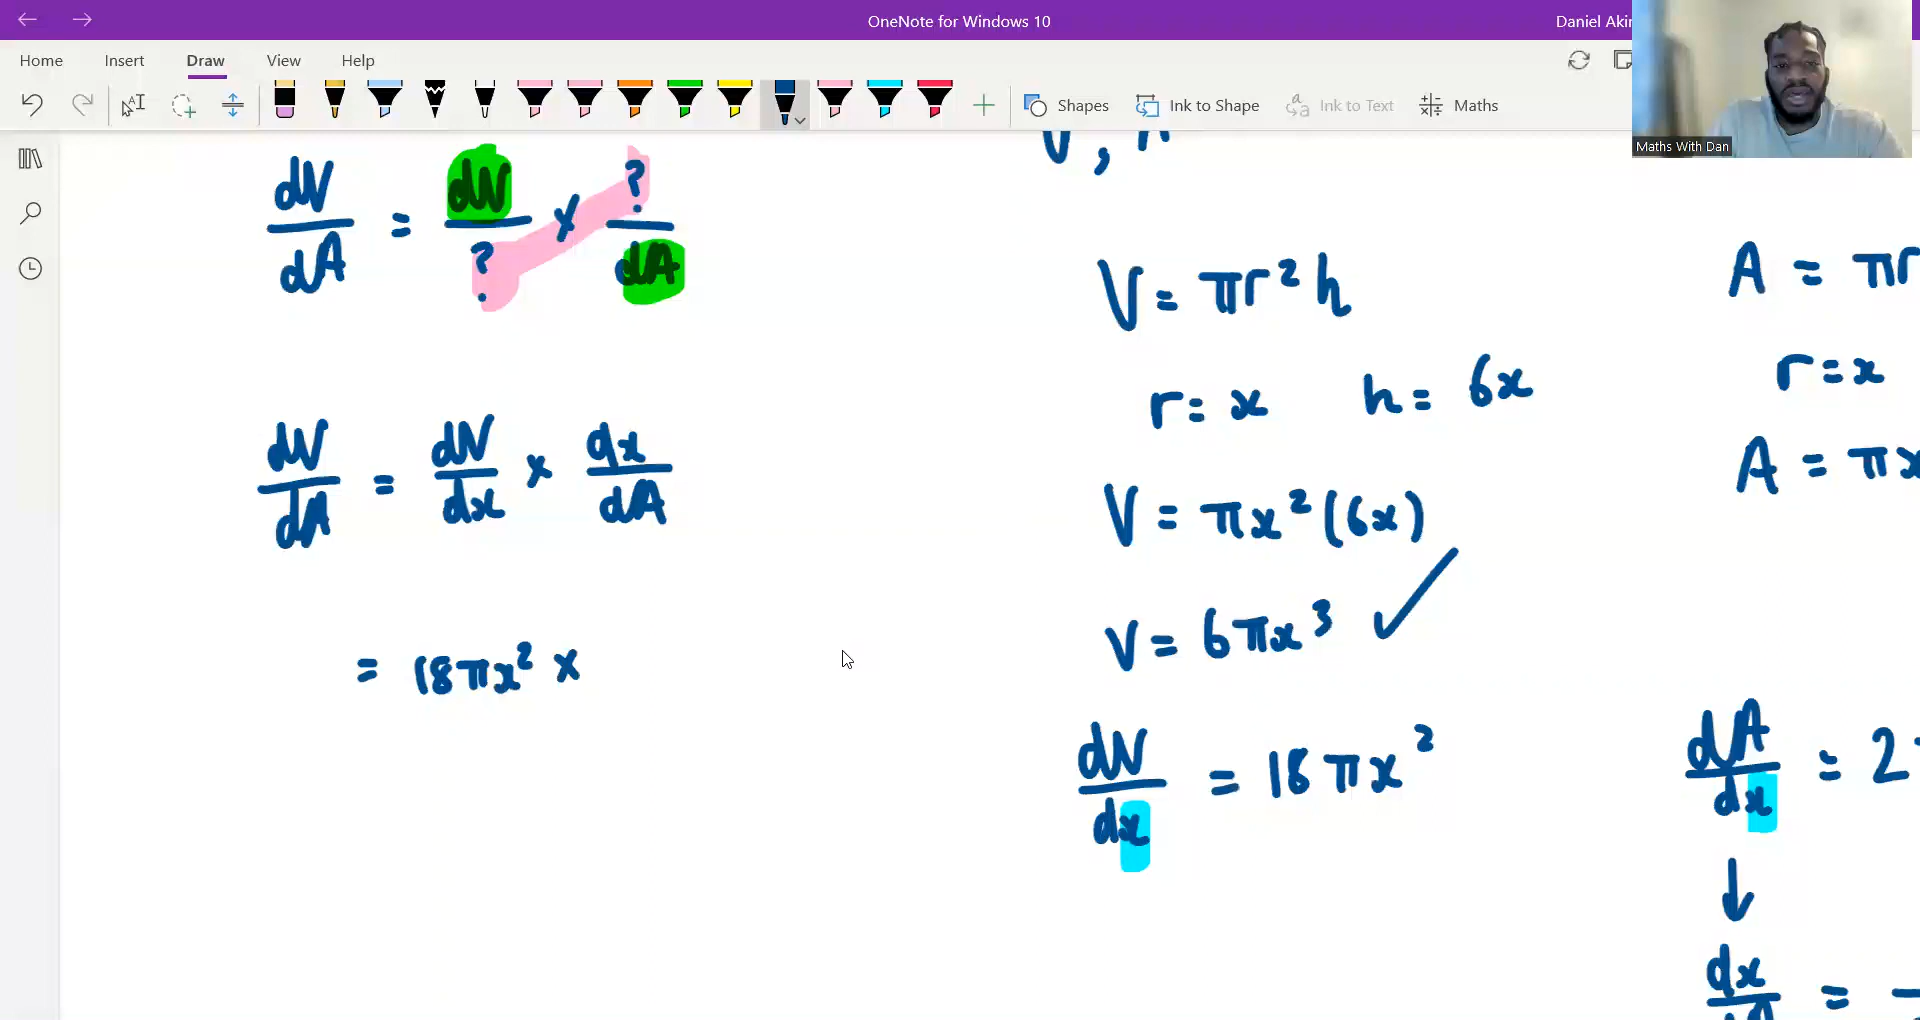 OneNote for Windows 10
Daniel Akin
Home Insert Draw View Help
Shapes Ink to Shape Ink to Text Maths
Maths With Dan
dV/dA = dV/? × ?/dA
V, A
V = πr²h
A = πr
r = x h = 6x
r = x
dV/dA = dV/dx × dx/dA
A = πx
V = πx²(6x)
V = 6πx³
= 18πx² ×
dV/dx = 18πx²
dA/dx = 2
dx/dA =